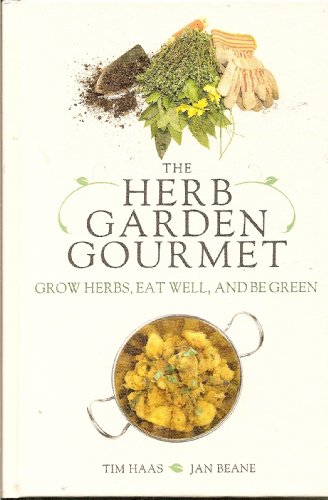 THE
HERB
GARDEN
GOURMET
GROW HERBS, EAT WELL, AND BE GREEN
TIM HAAS JAN BEANE